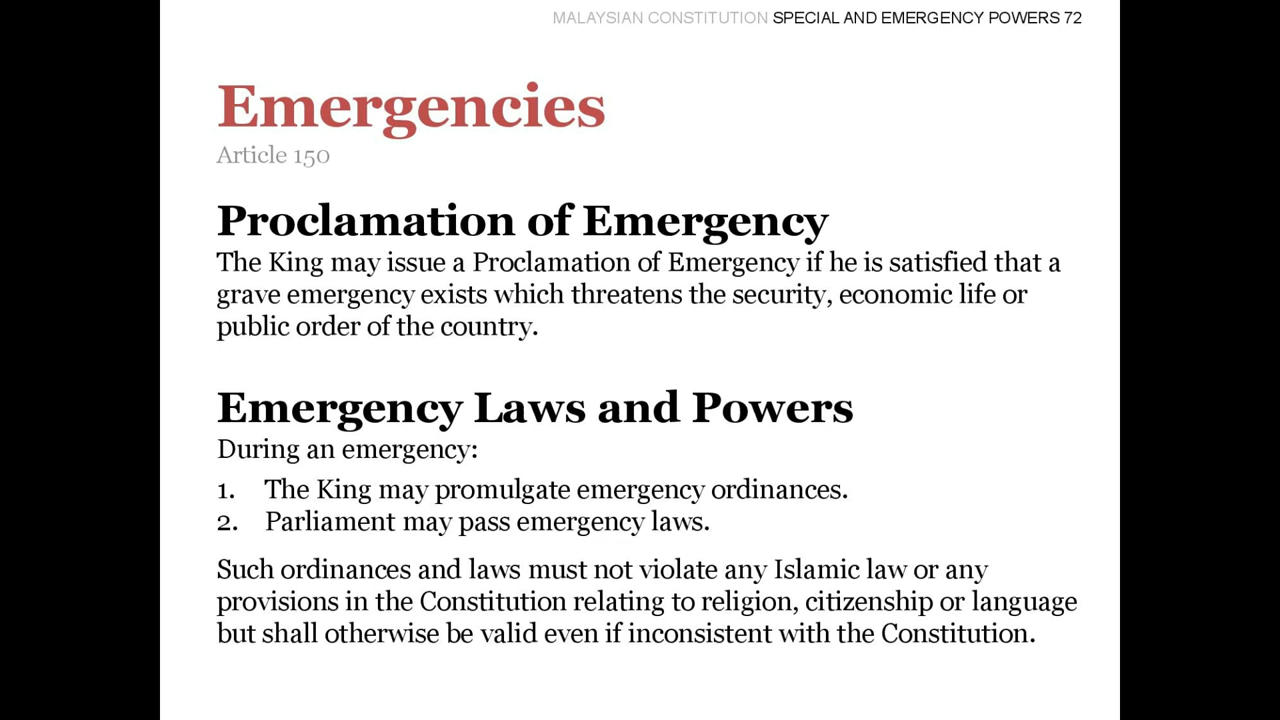 MALAYSIAN CONSTITUTION SPECIAL AND EMERGENCY POWERS 72
Emergencies
Article 150
Proclamation of Emergency
The King may issue a Proclamation of Emergency if he is satisfied that a
grave emergency exists which threatens the security, economic life or
public order of the country.
Emergency Laws and Powers
During an emergency:
1. The King may promulgate emergency ordinances.
2. Parliament may pass emergency laws.
Such ordinances and laws must not violate any Islamic law or any
provisions in the Constitution relating to religion, citizenship or language
but shall otherwise be valid even if inconsistent with the Constitution.